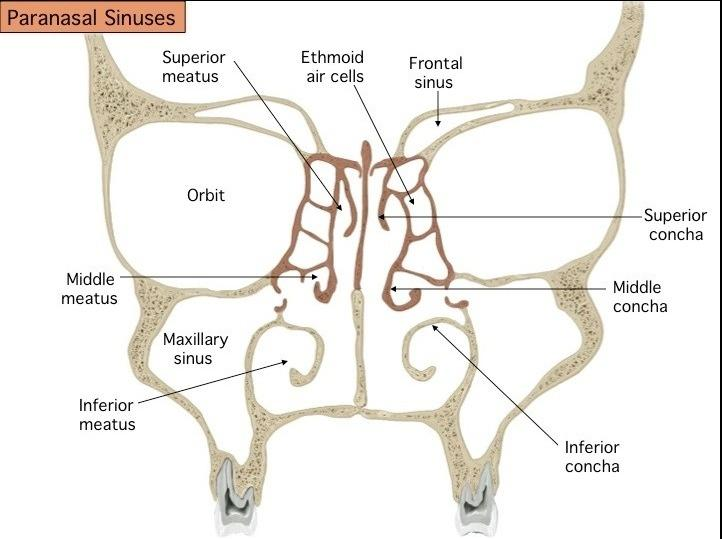 Paranasal Sinuses
Superior
meatus
Ethmoid
air cells
Frontal
sinus
Orbit
Superior
concha
Middle
meatus
Middle
concha
Maxillary
sinus
Inferior
meatus
Inferior
concha